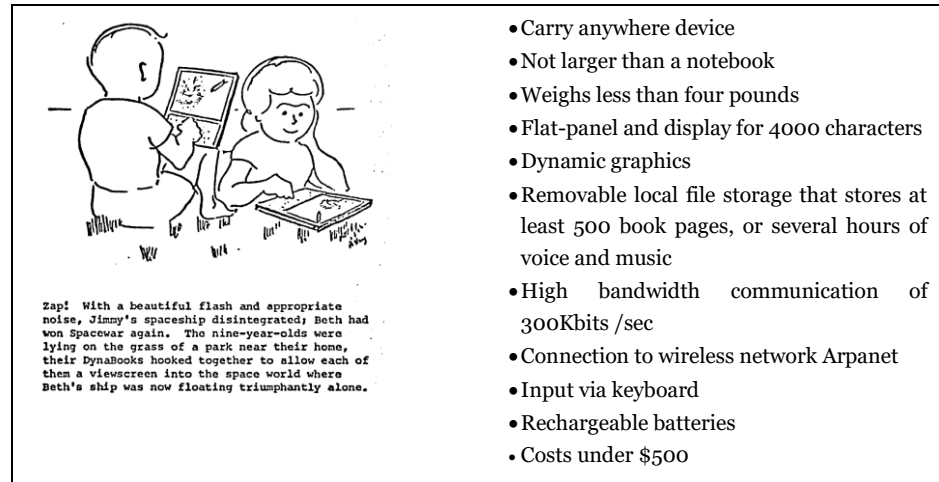 Zap! With a beautiful flash and appropriate
noise, Jimmy's spaceship disintegrated; Beth had
won Spacewar again. The nine-year-olds were
lying on the grass of a park near their home,
their DynaBooks hooked together to allow each of
them a viewscreen into the space world where
Beth's ship was now floating triumphantly alone.
•Carry anywhere device
•Not larger than a notebook
•Weighs less than four pounds
•Flat-panel and display for 4000 characters
•Dynamic graphics
•Removable local file storage that stores at
least 500 book pages, or several hours of
voice and music
•High bandwidth communication of
300Kbits /sec
•Connection to wireless network Arpanet
•Input via keyboard
•Rechargeable batteries
• Costs under $500